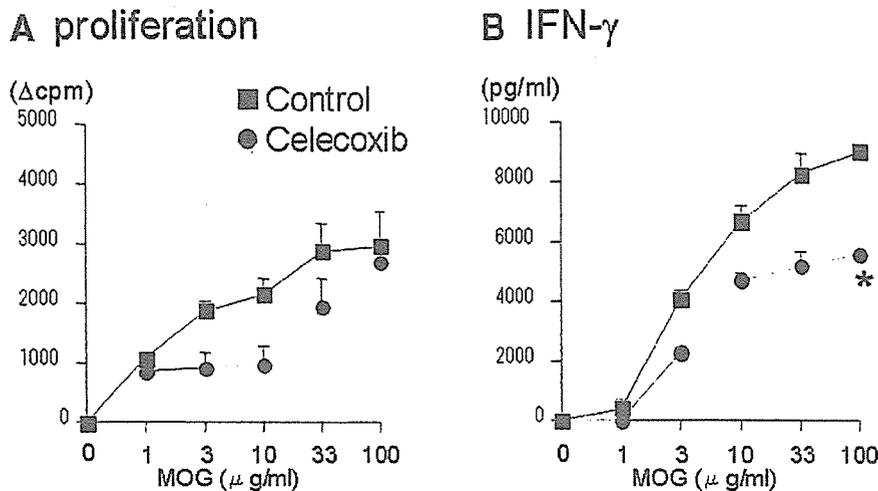 A proliferation
(Δcpm)
Control
Celecoxib
5000
4000
3000
2000
1000
0
0 1 3 10 33 100
MOG (μ g/ml)
B IFN-γ
(pg/ml)
10000
8000
6000
4000
2000
0
*
0 1 3 10 33 100
MOG (μ g/ml)